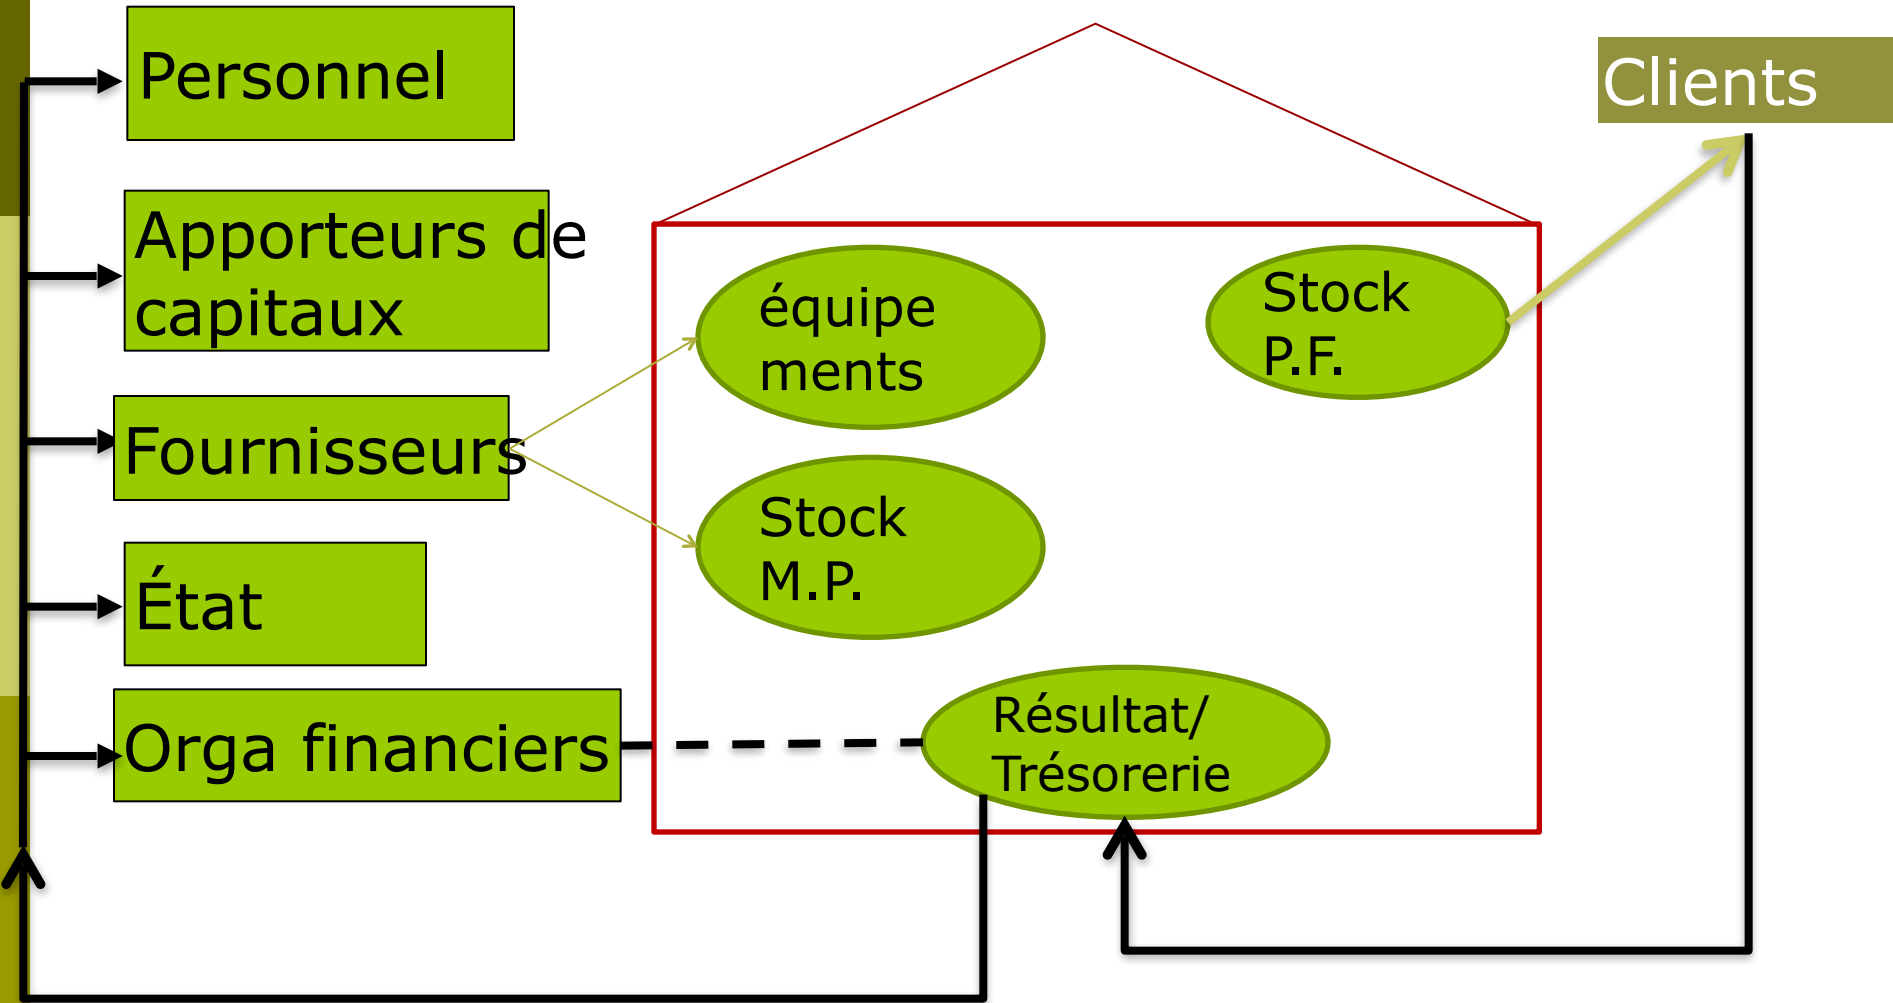 Personnel
Apporteurs de
capitaux
Fournisseurs
État
Orga financiers
équipe
ments
Stock
M.P.
Stock
P.F.
Résultat/
Trésorerie
Clients